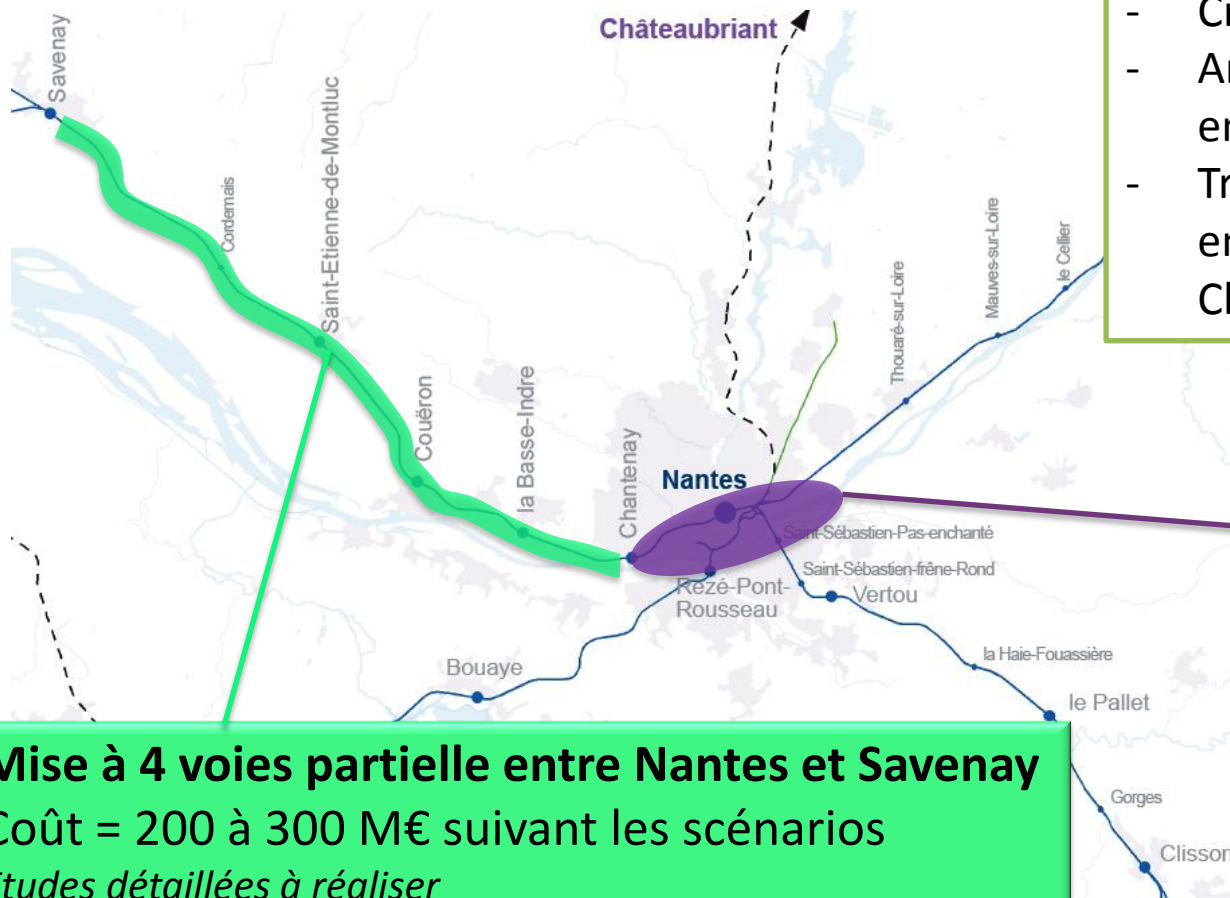 Savenay
Châteaubriant
Saint-Etienne-de-Montluc
Cordemais
Couëron
la Basse-Indre
Chantenay
Nantes
Thouaré-sur-Loire
Mauves-sur-Loire
le Cellier
-
-
-
Saint-Sébastien-Pas-enchanté
Saint-Sébastien-frêne-Rond
Rezé-Pont-
Rousseau
Vertou
la Haie-Fouassière
Bouaye
le Pallet
Gorges
Clisson
Mise à 4 voies partielle entre Nantes et Savenay
Coût = 200 à 300 M€ suivant les scénarios
Etudes détaillées à réaliser